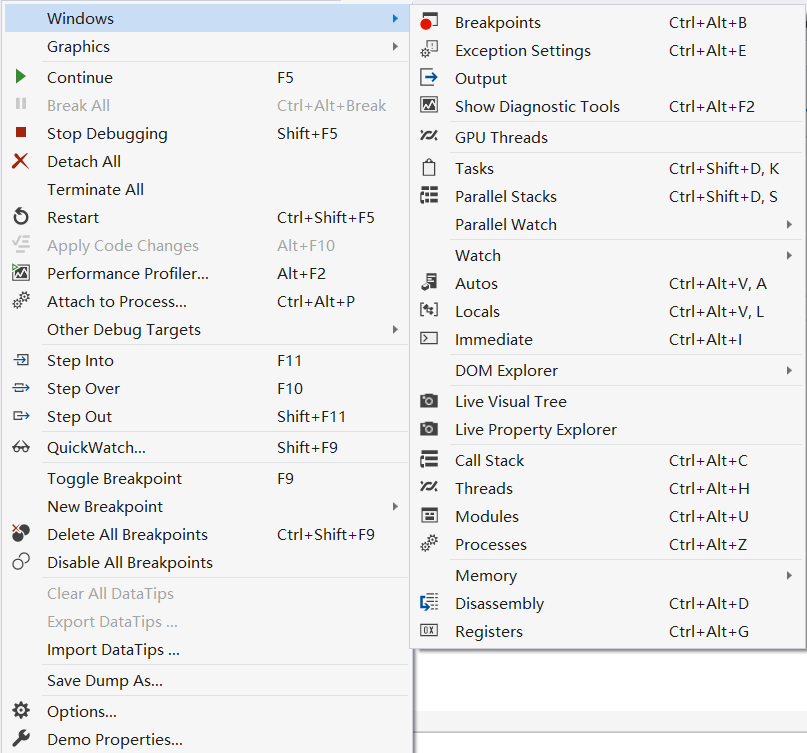 Windows
Graphics
Continue F5
Break All Ctrl+Alt+Break
Stop Debugging Shift+F5
Detach All
Terminate All
Restart Ctrl+Shift+F5
Apply Code Changes Alt+F10
Performance Profiler... Alt+F2
Attach to Process... Ctrl+Alt+P
Other Debug Targets
Step Into F11
Step Over F10
Step Out Shift+F11
QuickWatch... Shift+F9
Toggle Breakpoint F9
New Breakpoint
Delete All Breakpoints Ctrl+Shift+F9
Disable All Breakpoints
Clear All DataTips
Export DataTips ...
Import DataTips ...
Save Dump As...
Options...
Demo Properties...
Breakpoints Ctrl+Alt+B
Exception Settings Ctrl+Alt+E
Output
Show Diagnostic Tools Ctrl+Alt+F2
GPU Threads
Tasks Ctrl+Shift+D, K
Parallel Stacks Ctrl+Shift+D, S
Parallel Watch
Watch
Autos Ctrl+Alt+V, A
Locals Ctrl+Alt+V, L
Immediate Ctrl+Alt+I
DOM Explorer
Live Visual Tree
Live Property Explorer
Call Stack Ctrl+Alt+C
Threads Ctrl+Alt+H
Modules Ctrl+Alt+U
Processes Ctrl+Alt+Z
Memory
Disassembly Ctrl+Alt+D
Registers Ctrl+Alt+G